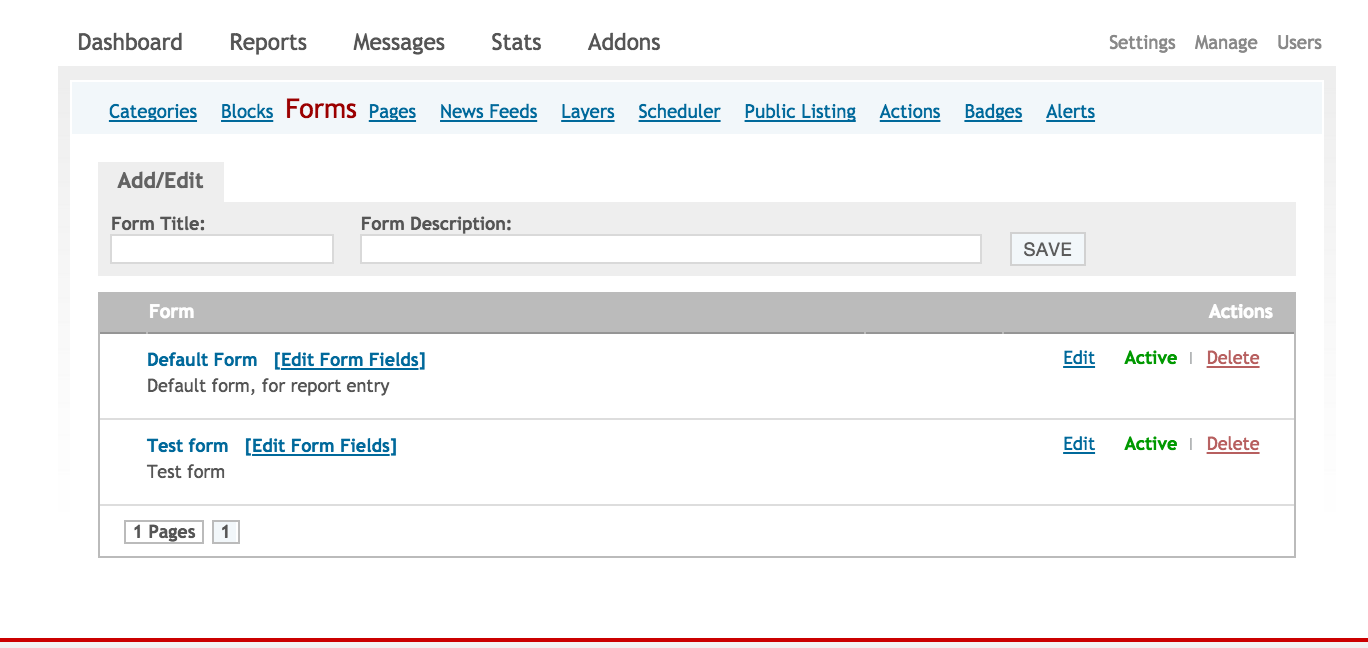 Dashboard Reports Messages Stats Addons Settings Manage Users
Categories Blocks Forms Pages News Feeds Layers Scheduler Public Listing Actions Badges Alerts
Add/Edit
Form Title: Form Description:
SAVE
Form Actions
Default Form [Edit Form Fields] Edit Active | Delete
Default form, for report entry
Test form [Edit Form Fields] Edit Active | Delete
Test form
1 Pages 1